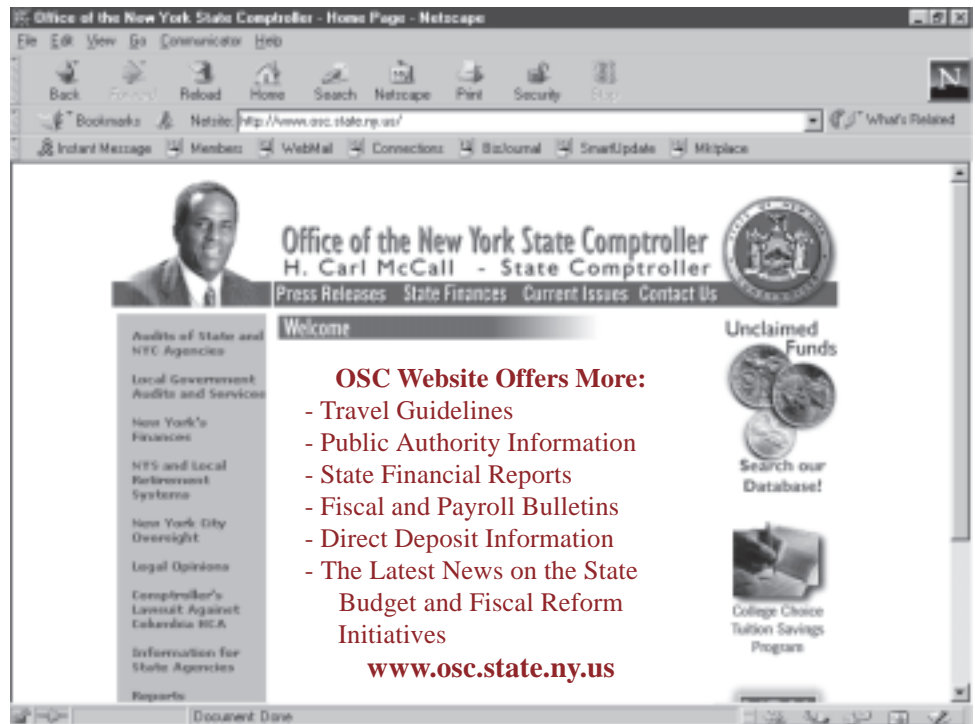 Office of the New York State Comptroller - Home Page - Netscape
File Edit View Go Communicator Help
Back Forward Reload Home Search Netscape Print Security Stop
N
Bookmarks Netsite: http://www.osc.state.ny.us/ What's Related
Instant Message Members WebMail Connections BizJournal SmartUpdate Mktplace
Office of the New York State Comptroller
H. Carl McCall - State Comptroller
Press Releases State Finances Current Issues Contact Us
Audits of State and
NYC Agencies
Local Government
Audits and Services
New York's
Finances
NYS and Local
Retirement
Systems
New York City
Oversight
Legal Opinions
Comptroller's
Lawsuit Against
Columbia HCA
Information for
State Agencies
Reports
Welcome
OSC Website Offers More:
- Travel Guidelines
- Public Authority Information
- State Financial Reports
- Fiscal and Payroll Bulletins
- Direct Deposit Information
- The Latest News on the State
Budget and Fiscal Reform
Initiatives
www.osc.state.ny.us
Unclaimed
Funds
Search our
Database!
College Choice
Tuition Savings
Program
Document Done